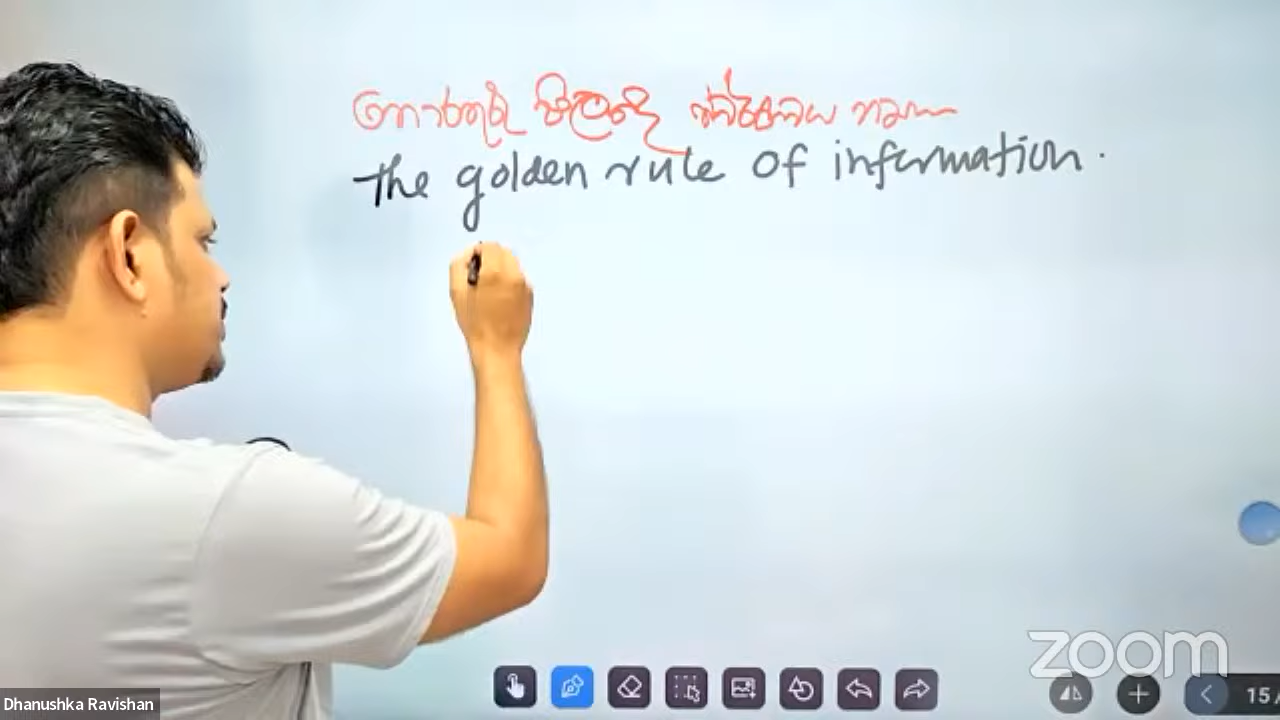 තොරතුරු පිලිබඳ ස්වර්ණමය න්‍යාය
The golden rule of information.
zoom
15/
Dhanushka Ravishan